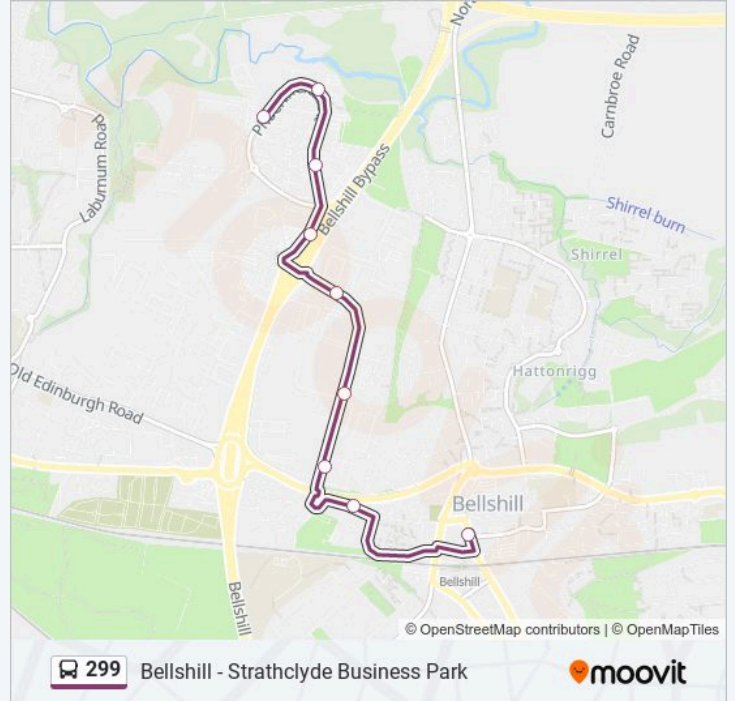 Nor
Carnbroe Road
Laburnum Road
Bellshill Bypass
Shirrel burn
Shirrel
Hattonrigg
Old Edinburgh Road
Bellshill
Bellshill
Bellshill
© OpenStreetMap contributors | © OpenMapTiles
299 Bellshill - Strathclyde Business Park moovit